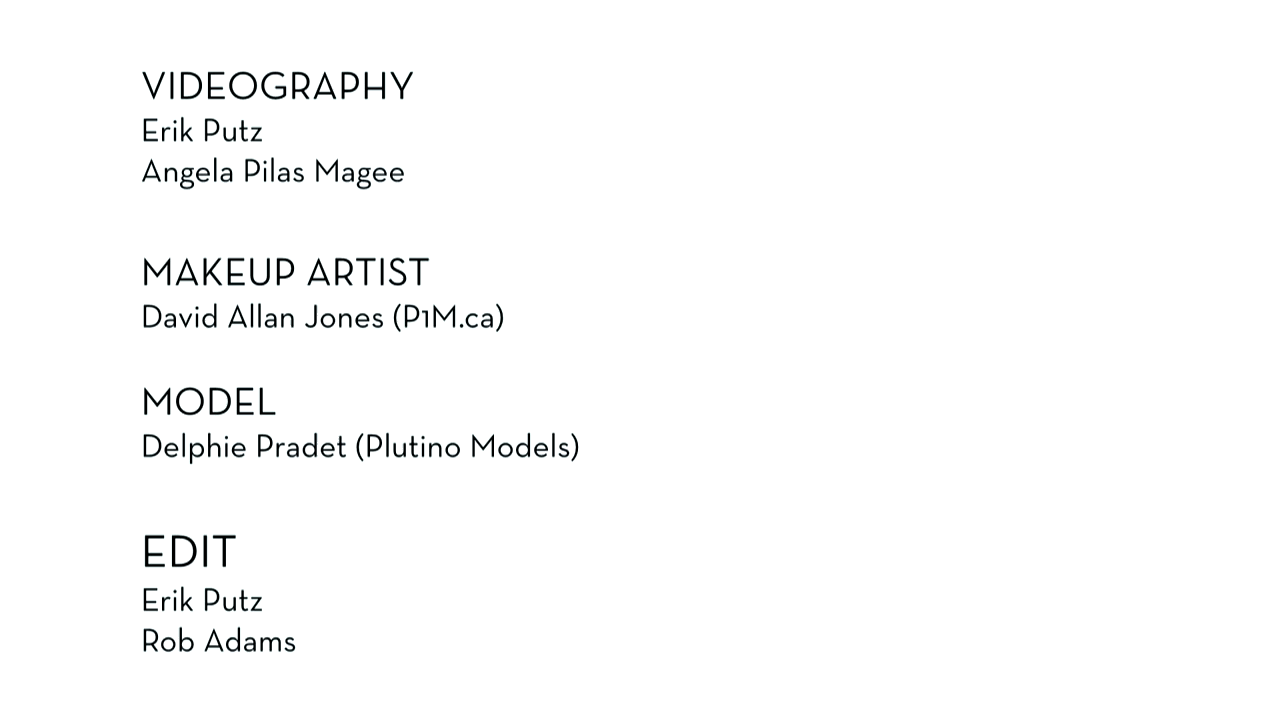 VIDEOGRAPHY
Erik Putz
Angela Pilas Magee
MAKEUP ARTIST
David Allan Jones (P1M.ca)
MODEL
Delphie Pradet (Plutino Models)
EDIT
Erik Putz
Rob Adams